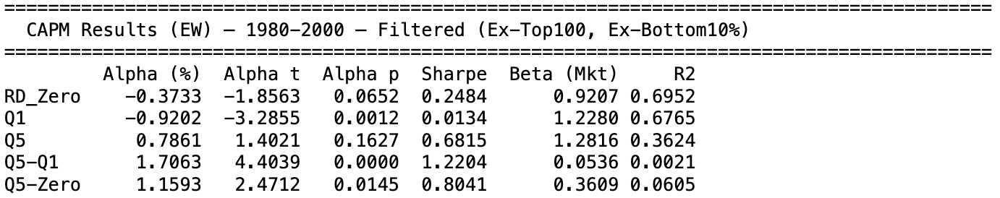 ==========================================================================================
  CAPM Results (EW) — 1980-2000 — Filtered (Ex-Top100, Ex-Bottom10%)
==========================================================================================
         Alpha (%)  Alpha t  Alpha p  Sharpe  Beta (Mkt)     R2
RD_Zero    -0.3733  -1.8563   0.0652  0.2484      0.9207 0.6952
Q1         -0.9202  -3.2855   0.0012  0.0134      1.2280 0.6765
Q5          0.7861   1.4021   0.1627  0.6815      1.2816 0.3624
Q5-Q1       1.7063   4.4039   0.0000  1.2204      0.0536 0.0021
Q5-Zero     1.1593   2.4712   0.0145  0.8041      0.3609 0.0605